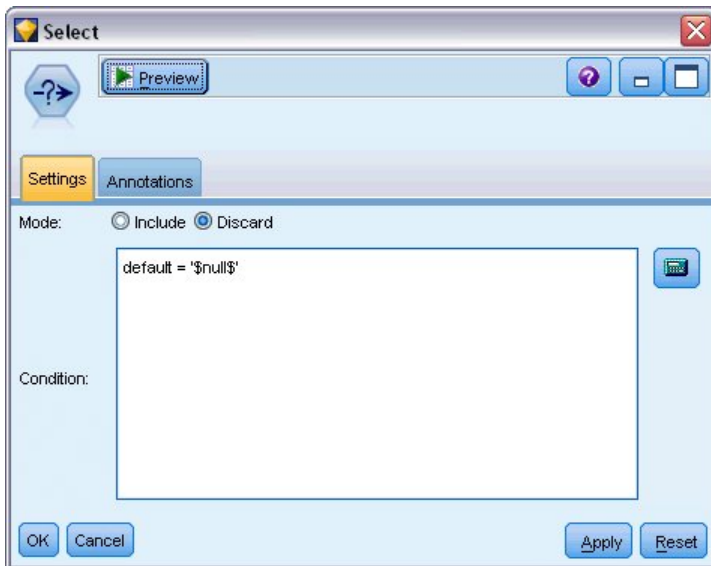 Select
Preview
Settings Annotations
Mode: Include Discard
default = '$null$'
Condition:
OK Cancel Apply Reset